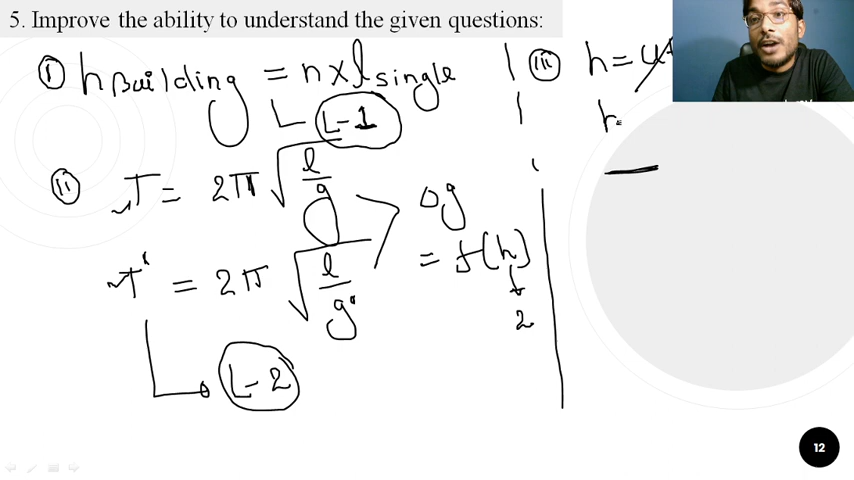 5. Improve the ability to understand the given questions:
① h Building = n × l single
L (L-1)
② T = 2π √(l/g)
T' = 2π √(l/g')
Δg
= f(h)
2
L-2
③ h =
h =
12